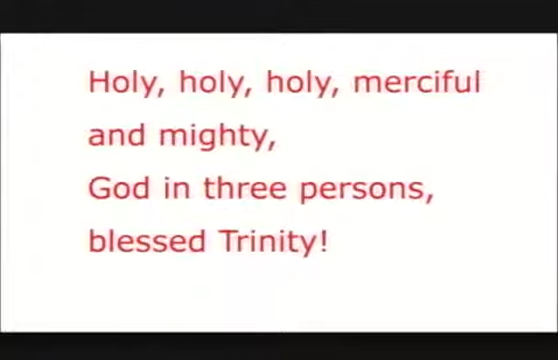 Holy, holy, holy, merciful
and mighty,
God in three persons,
blessed Trinity!